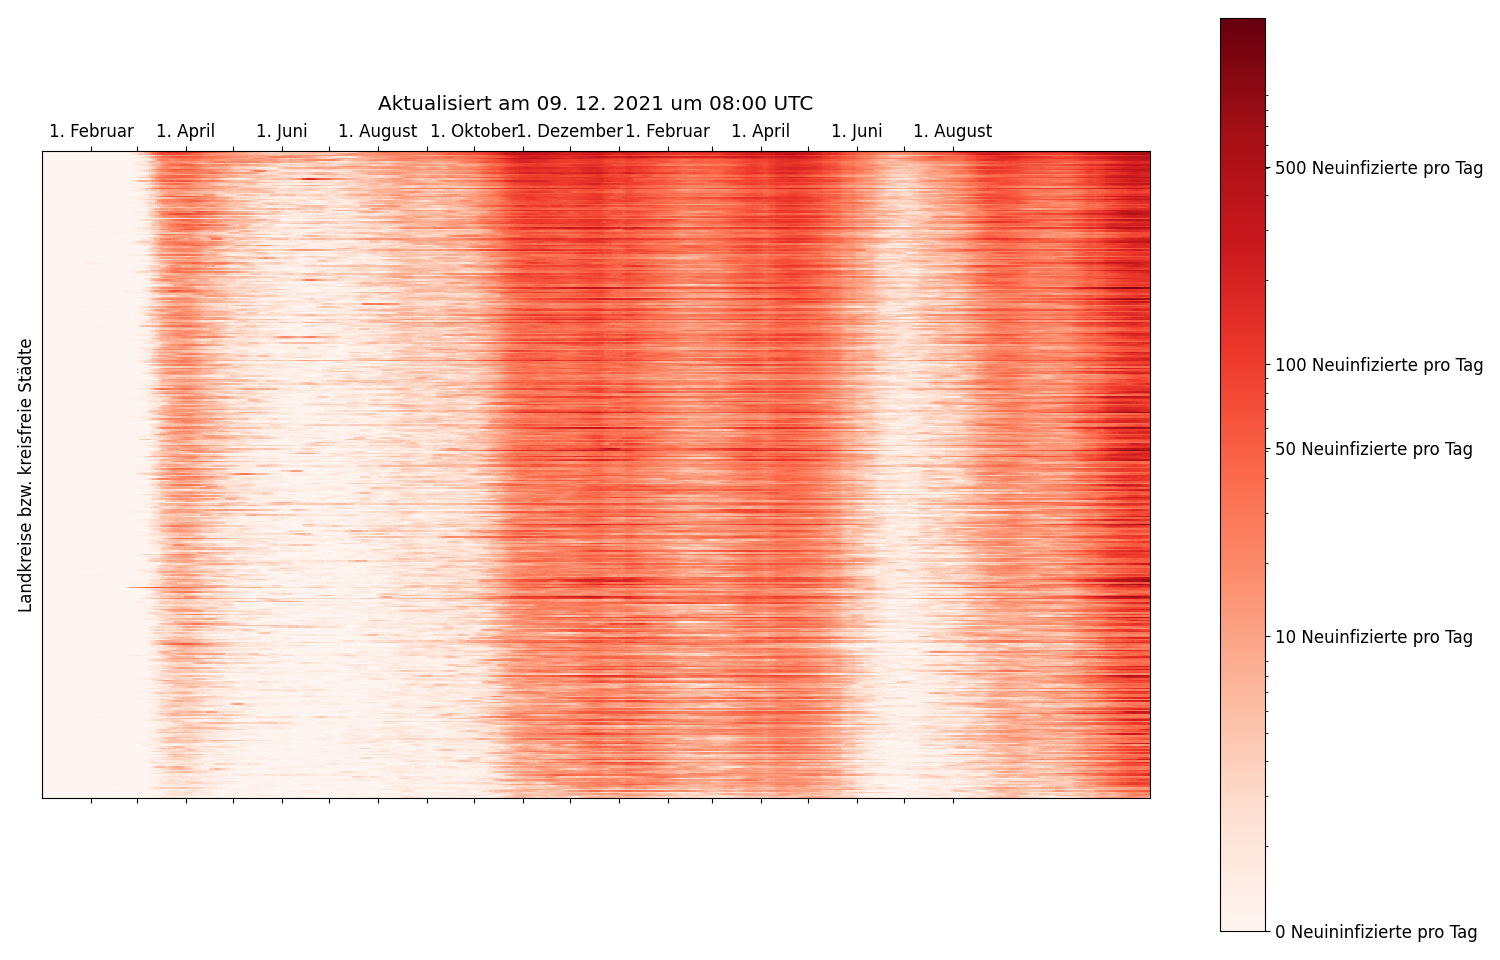 Aktualisiert am 09. 12. 2021 um 08:00 UTC
1. Februar 1. April 1. Juni 1. August 1. Oktober 1. Dezember 1. Februar 1. April 1. Juni 1. August
Landkreise bzw. kreisfreie Städte
500 Neuinfizierte pro Tag
100 Neuinfizierte pro Tag
50 Neuinfizierte pro Tag
10 Neuinfizierte pro Tag
0 Neuininfizierte pro Tag